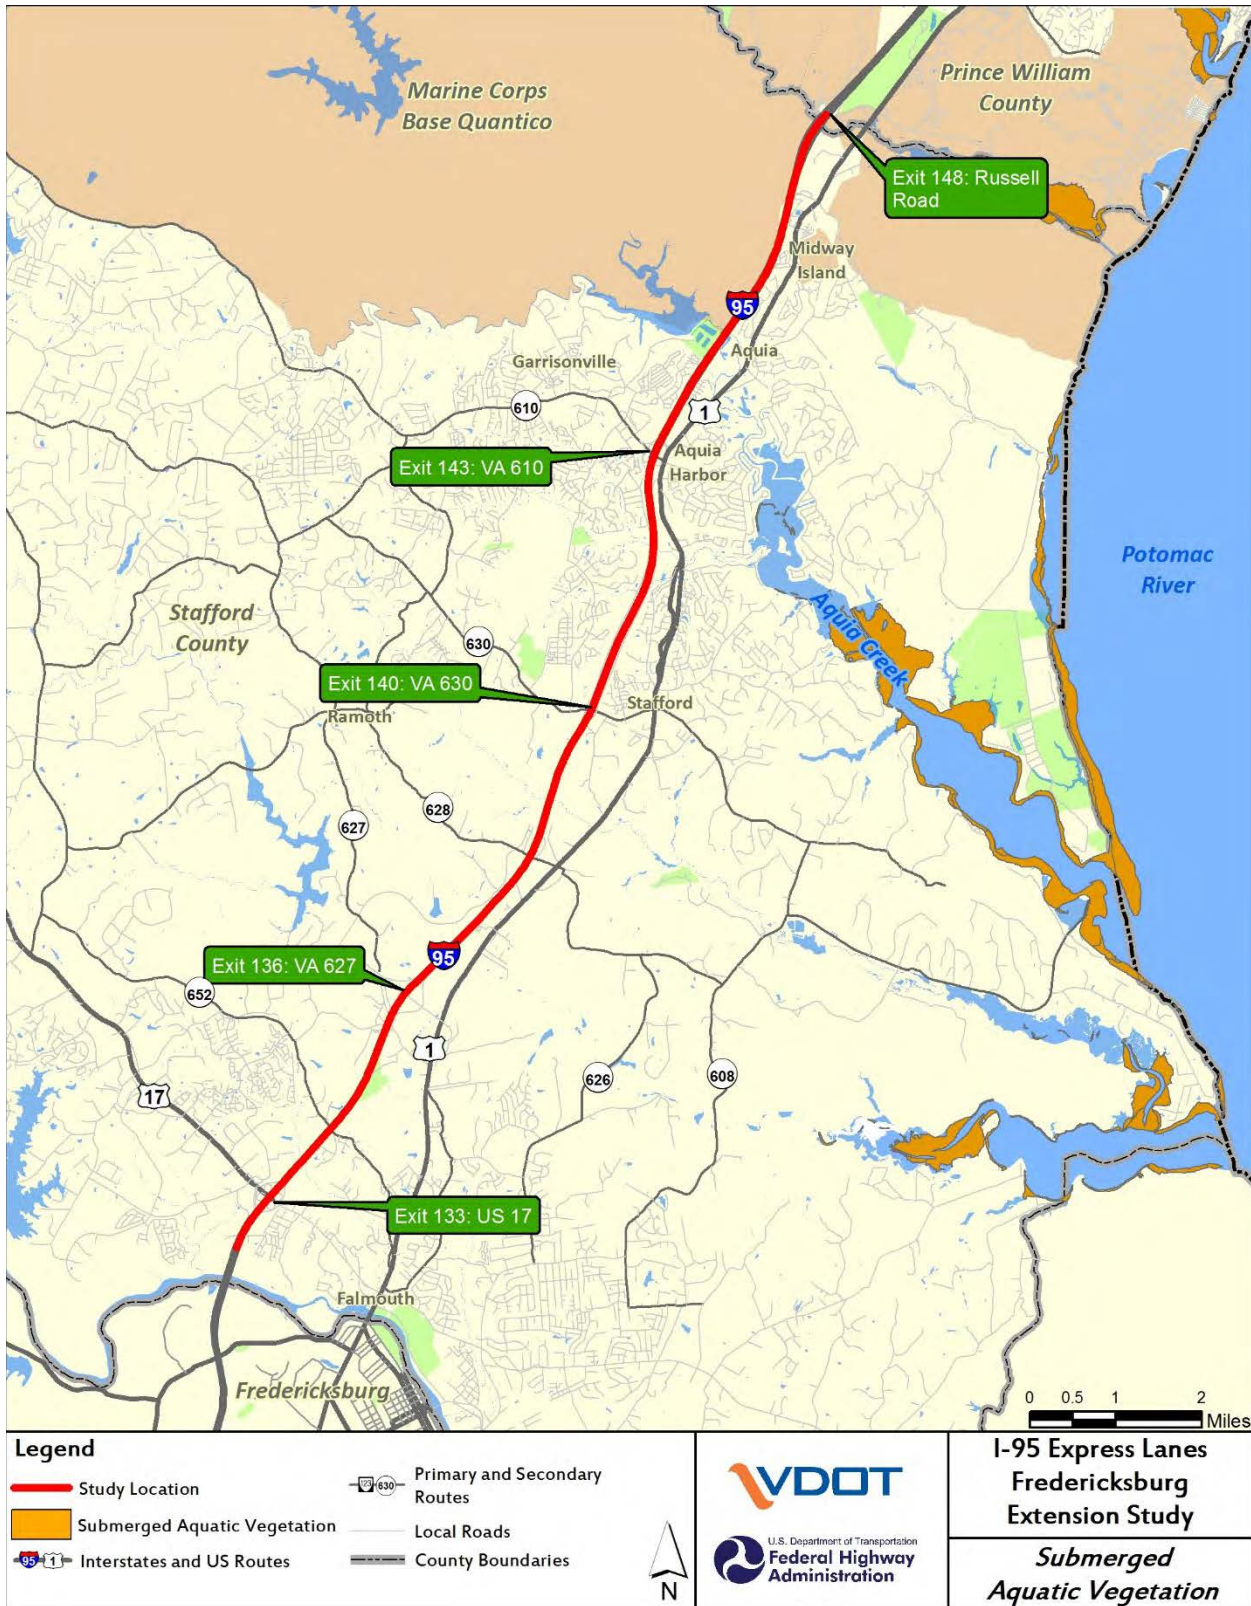 Marine Corps
Base Quantico
Prince William
County
Exit 148: Russell
Road
Midway
Island
95
Aquia
Garrisonville
610
1
Exit 143: VA 610
Aquia
Harbor
Potomac
River
Aquia Creek
Stafford
County
630
Exit 140: VA 630
Stafford
Ramoth
628
627
95
Exit 136: VA 627
652
1
17
626
608
Exit 133: US 17
Falmouth
Fredericksburg
0 0.5 1 2
Miles
Legend
Study Location
Submerged Aquatic Vegetation
95 1 Interstates and US Routes
123 630 Primary and Secondary
Routes
Local Roads
County Boundaries
N
VDOT
U.S. Department of Transportation
Federal Highway
Administration
I-95 Express Lanes
Fredericksburg
Extension Study
Submerged
Aquatic Vegetation